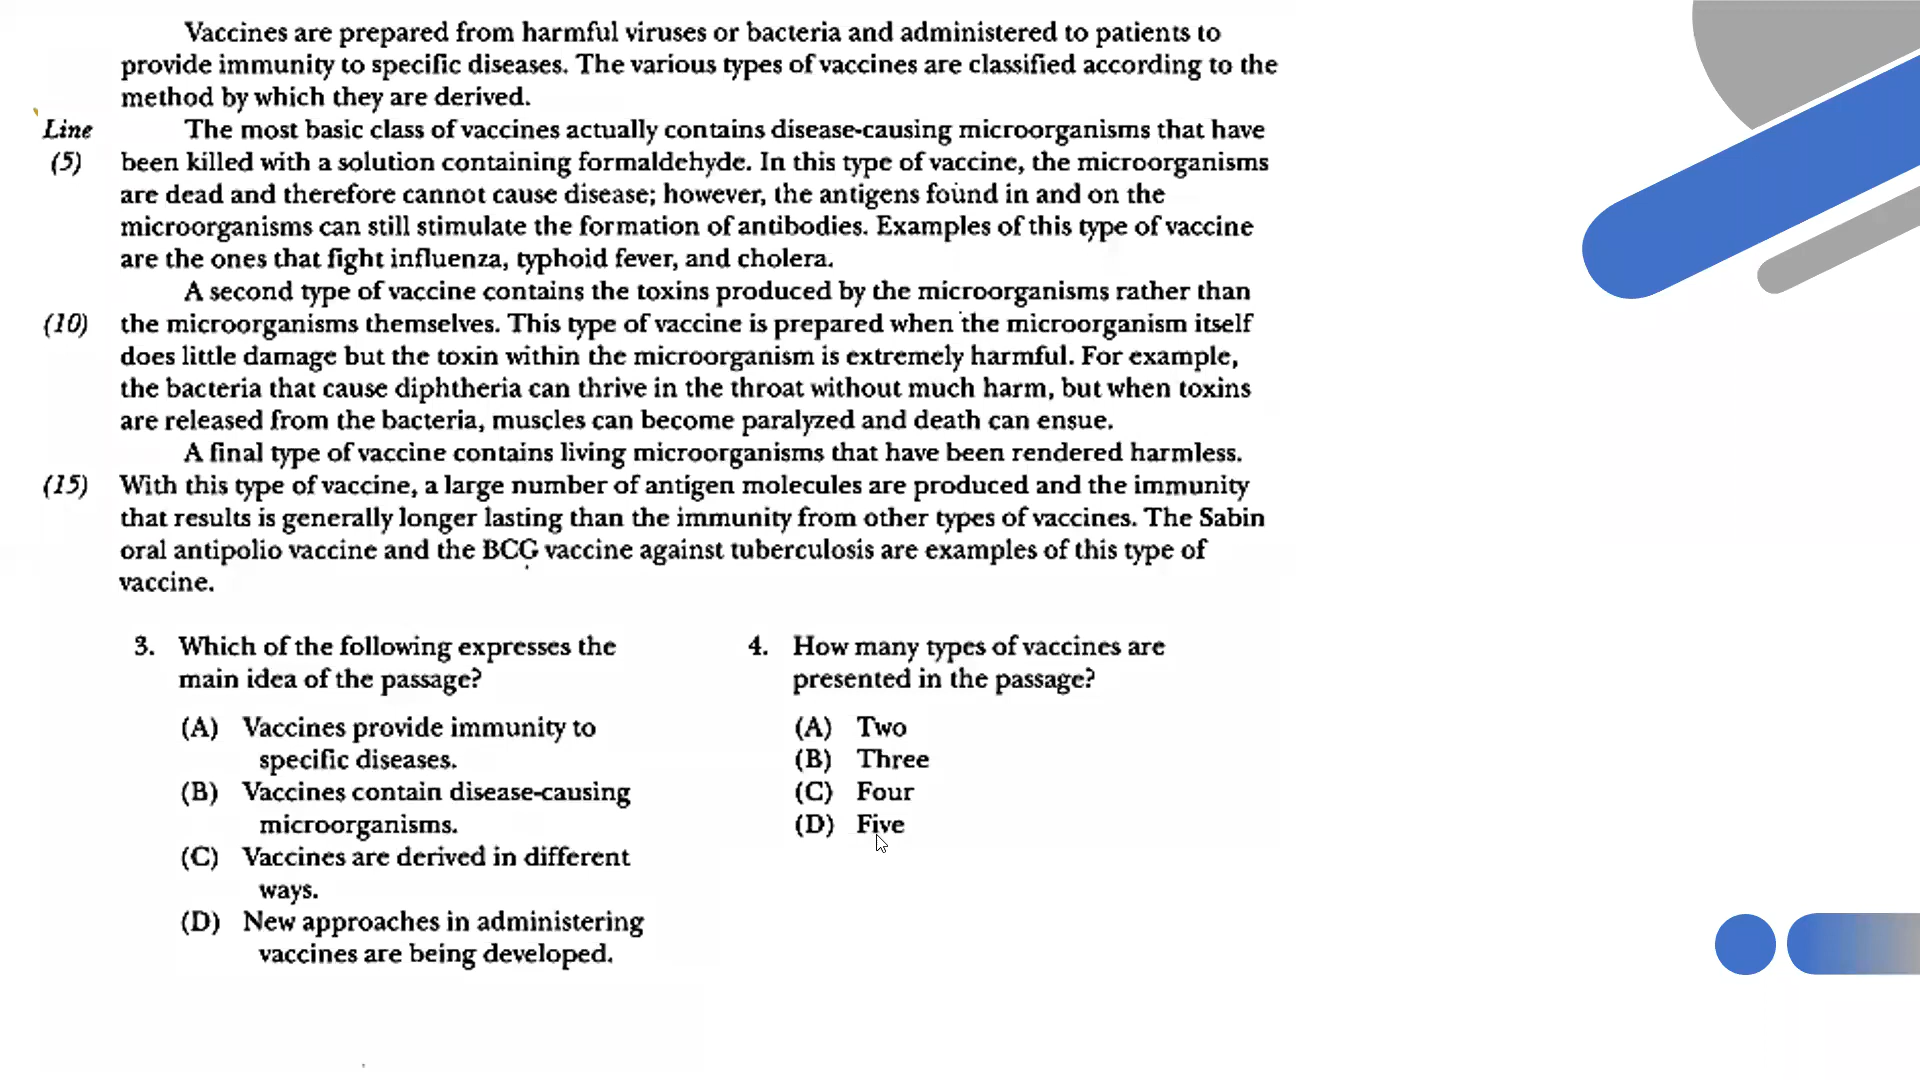 Vaccines are prepared from harmful viruses or bacteria and administered to patients to
provide immunity to specific diseases. The various types of vaccines are classified according to the
method by which they are derived.
Line The most basic class of vaccines actually contains disease-causing microorganisms that have
(5) been killed with a solution containing formaldehyde. In this type of vaccine, the microorganisms
are dead and therefore cannot cause disease; however, the antigens found in and on the
microorganisms can still stimulate the formation of antibodies. Examples of this type of vaccine
are the ones that fight influenza, typhoid fever, and cholera.
A second type of vaccine contains the toxins produced by the microorganisms rather than
(10) the microorganisms themselves. This type of vaccine is prepared when the microorganism itself
does little damage but the toxin within the microorganism is extremely harmful. For example,
the bacteria that cause diphtheria can thrive in the throat without much harm, but when toxins
are released from the bacteria, muscles can become paralyzed and death can ensue.
A final type of vaccine contains living microorganisms that have been rendered harmless.
(15) With this type of vaccine, a large number of antigen molecules are produced and the immunity
that results is generally longer lasting than the immunity from other types of vaccines. The Sabin
oral antipolio vaccine and the BCG vaccine against tuberculosis are examples of this type of
vaccine.
3. Which of the following expresses the
main idea of the passage?
(A) Vaccines provide immunity to
specific diseases.
(B) Vaccines contain disease-causing
microorganisms.
(C) Vaccines are derived in different
ways.
(D) New approaches in administering
vaccines are being developed.
4. How many types of vaccines are
presented in the passage?
(A) Two
(B) Three
(C) Four
(D) Five